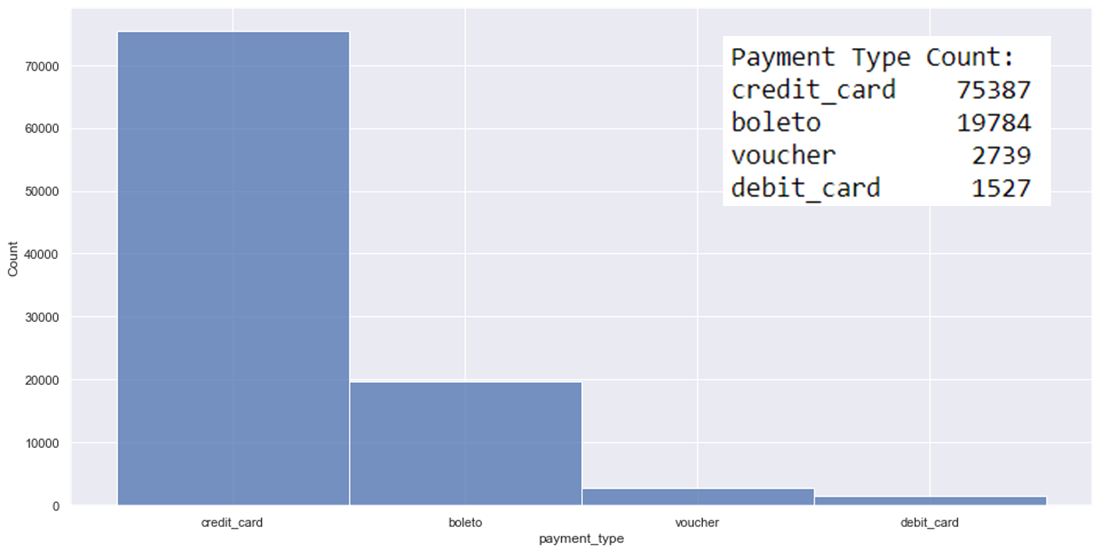 Payment Type Count:
credit_card 75387
boleto 19784
voucher 2739
debit_card 1527
Count
70000
60000
50000
40000
30000
20000
10000
0
credit_card boleto voucher debit_card
payment_type